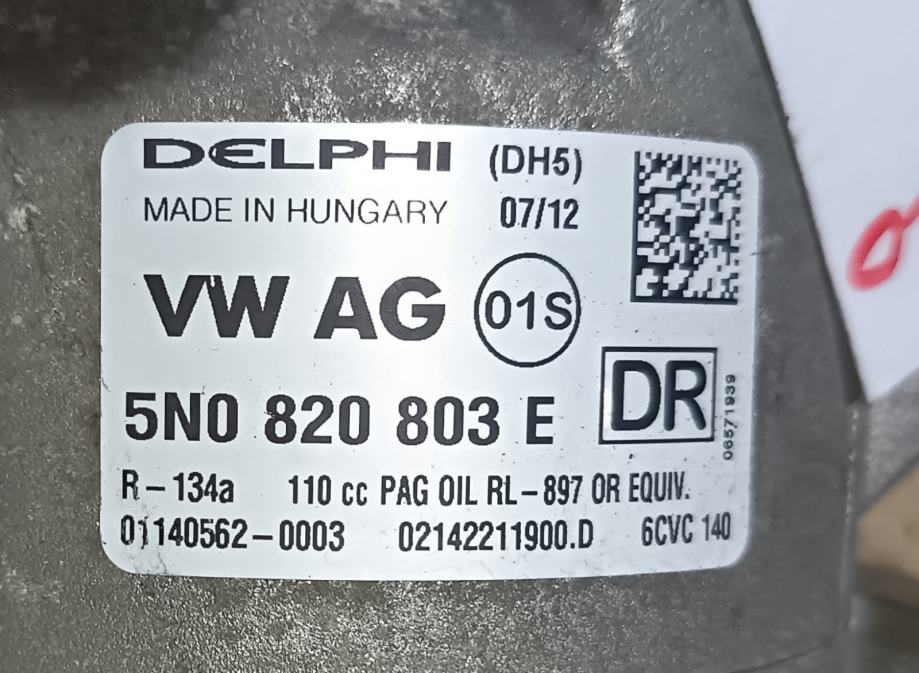 DELPHI (DH5)
MADE IN HUNGARY 07/12
VW AG 01S
5N0 820 803 E DR
06571939
R-134a 110 cc PAG OIL RL-897 OR EQUIV.
01140562-0003 02142211900.D 6CVC 140